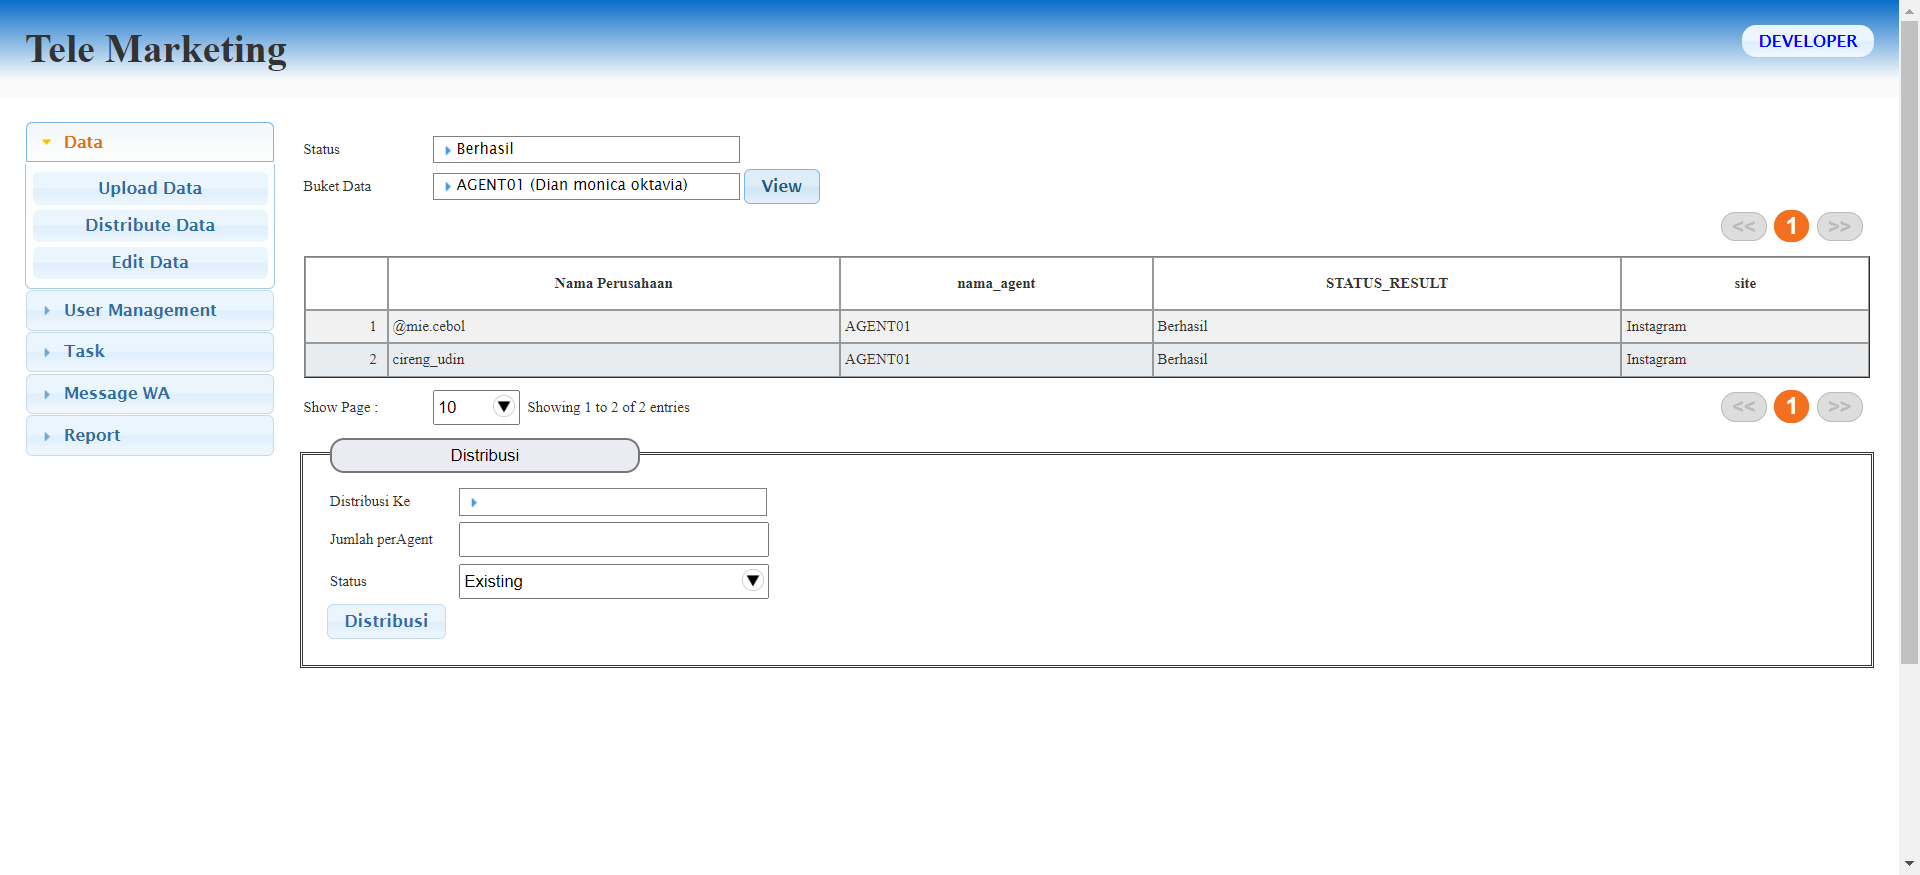 Tele Marketing
DEVELOPER
Data
Upload Data
Distribute Data
Edit Data
User Management
Task
Message WA
Report
Status
Berhasil
Buket Data
AGENT01 (Dian monica oktavia)
View
<< 1 >>
Nama Perusahaan nama_agent STATUS_RESULT site
1 @mie.cebol AGENT01 Berhasil Instagram
2 cireng_udin AGENT01 Berhasil Instagram
Show Page : 10 Showing 1 to 2 of 2 entries
<< 1 >>
Distribusi
Distribusi Ke
Jumlah perAgent
Status Existing
Distribusi